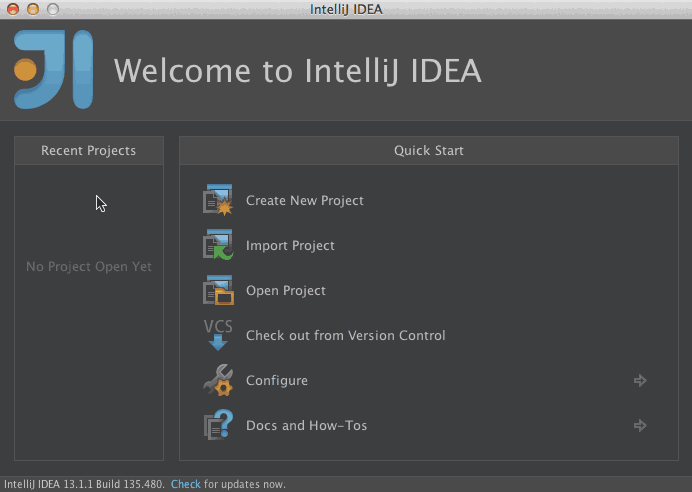 IntelliJ IDEA
Welcome to IntelliJ IDEA
Recent Projects
No Project Open Yet
Quick Start
Create New Project
Import Project
Open Project
VCS
Check out from Version Control
Configure
Docs and How-Tos
IntelliJ IDEA 13.1.1 Build 135.480. Check for updates now.